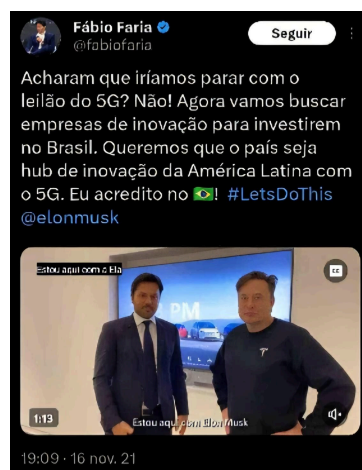 Fábio Faria
@fabiofaria
Seguir
Acharam que iríamos parar com o
leilão do 5G? Não! Agora vamos buscar
empresas de inovação para investirem
no Brasil. Queremos que o país seja
hub de inovação da América Latina com
o 5G. Eu acredito no 🇧🇷! #LetsDoThis
@elonmusk
Estou aqui com o Ela
CC
PM
1:13
Estou aqui com Elon Musk
19:09 · 16 nov. 21